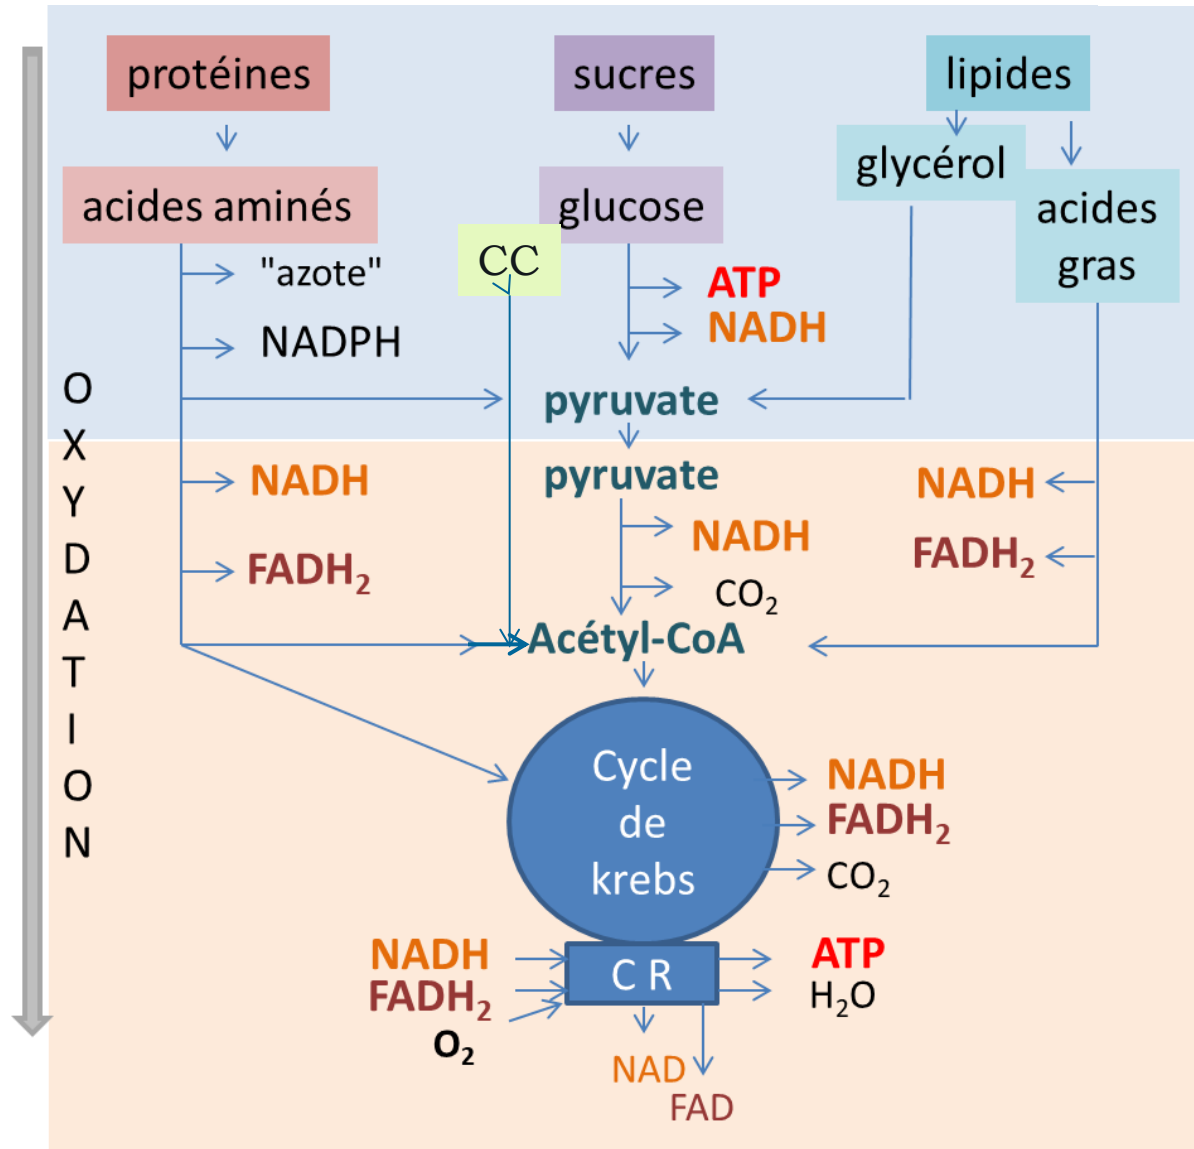 protéines
sucres
lipides
glycérol
acides aminés
glucose
acides
gras
"azote"
CC
ATP
NADH
NADPH
pyruvate
O
X
Y
D
A
T
I
O
N
pyruvate
NADH
NADH
NADH
FADH₂
FADH₂
CO₂
Acétyl-CoA
Cycle
de
krebs
NADH
FADH₂
CO₂
NADH
FADH₂
O₂
C R
ATP
H₂O
NAD
FAD